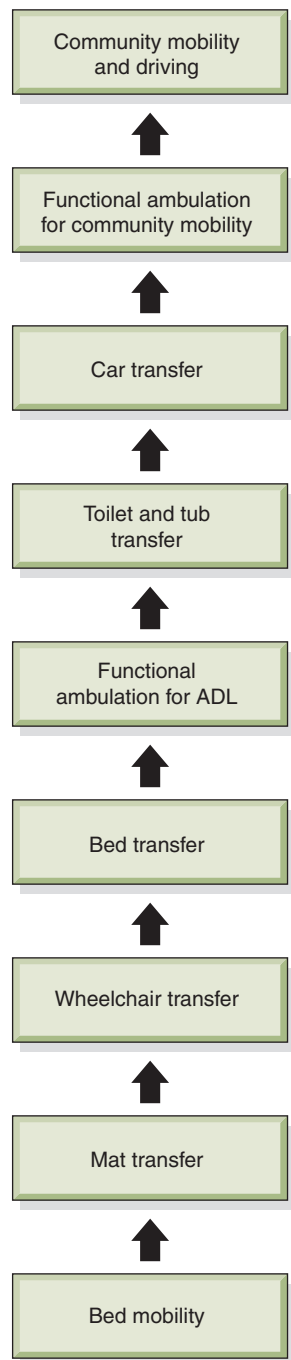 Community mobility
and driving
Functional ambulation
for community mobility
Car transfer
Toilet and tub
transfer
Functional
ambulation for ADL
Bed transfer
Wheelchair transfer
Mat transfer
Bed mobility